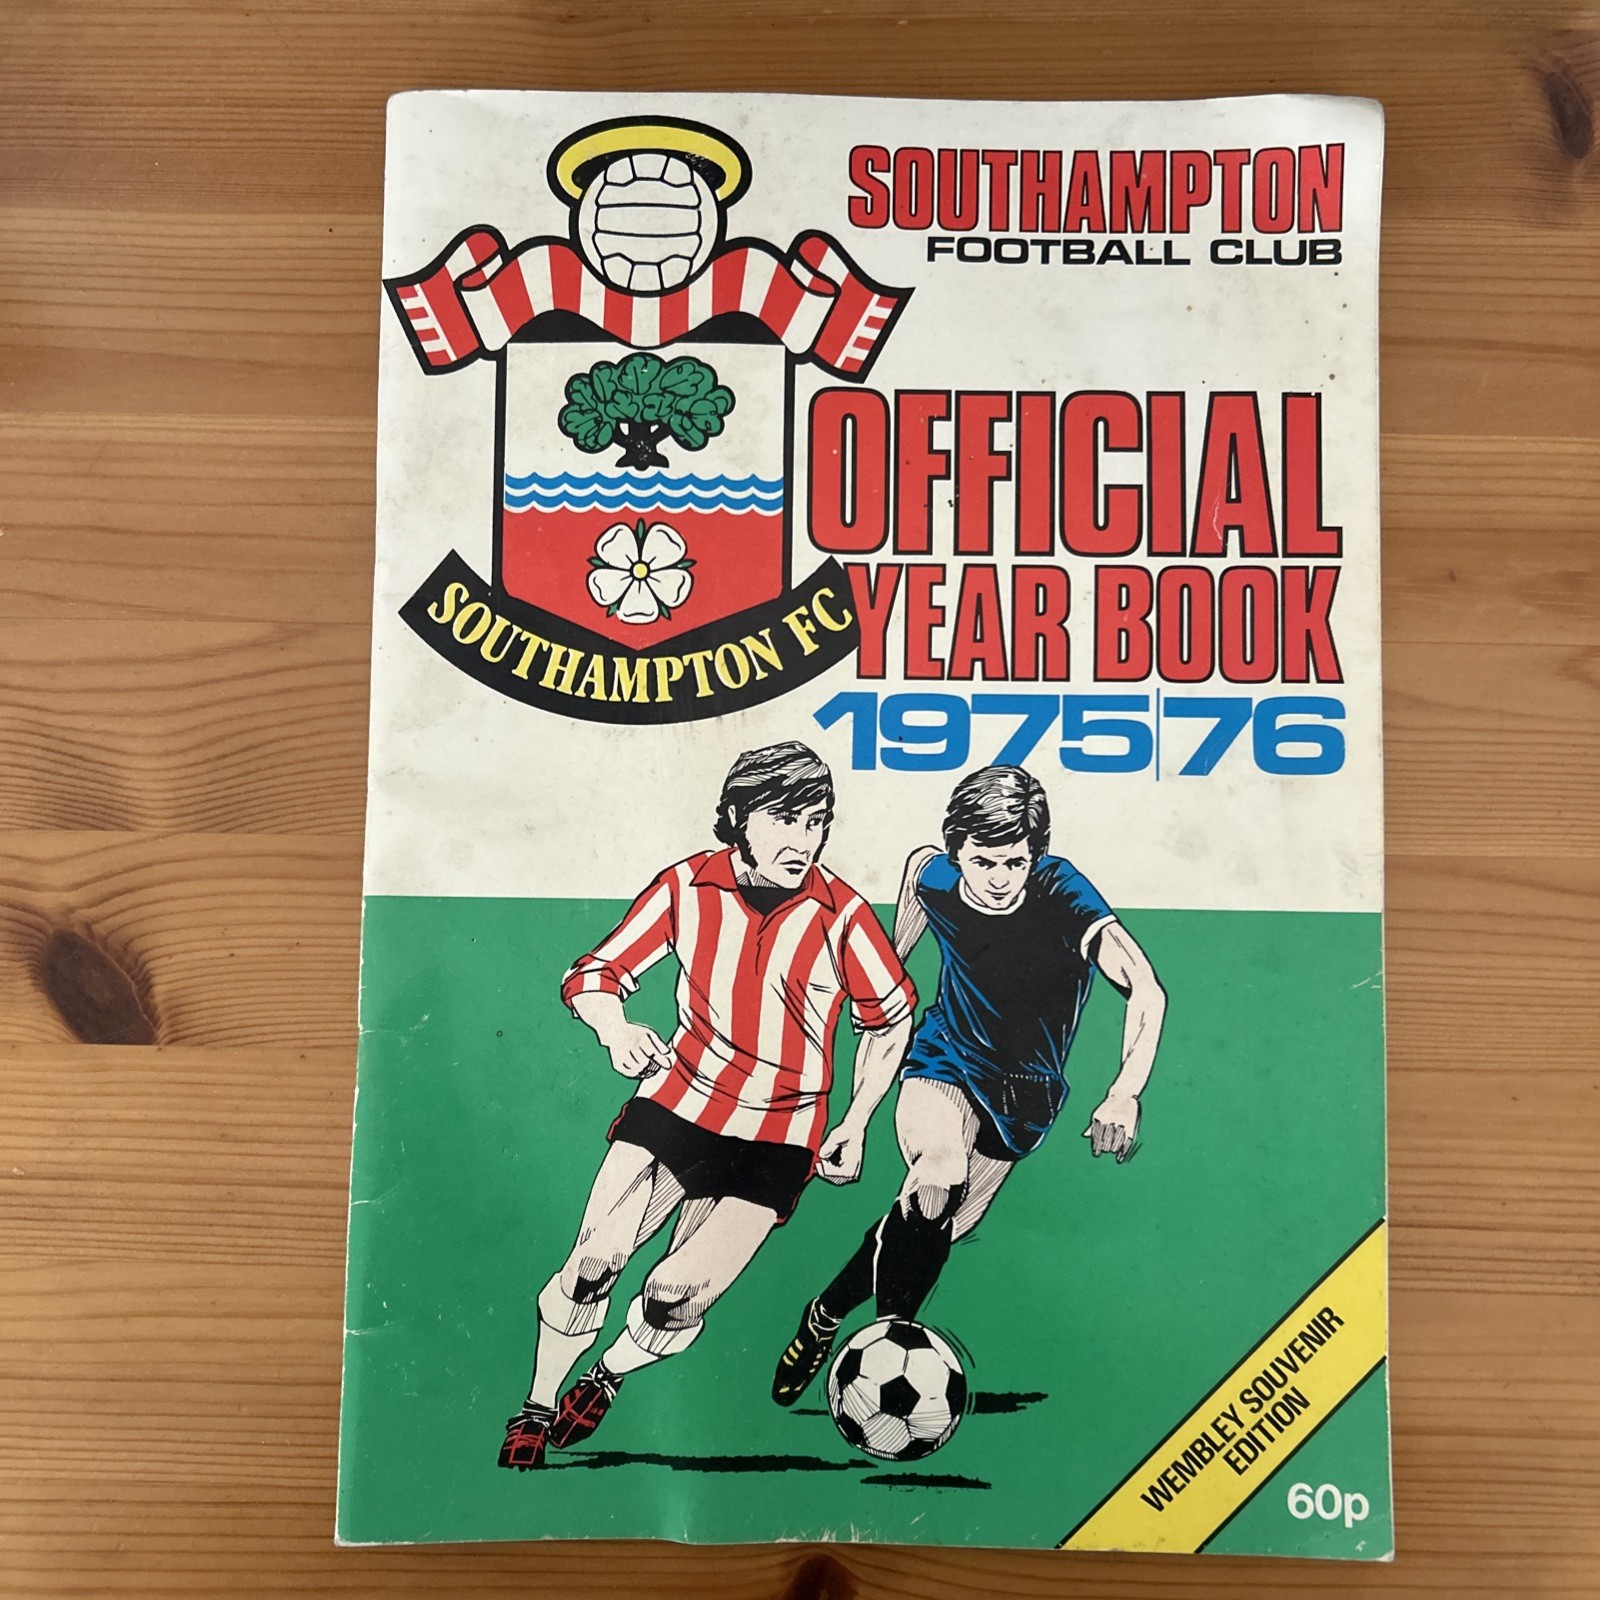 SOUTHAMPTON
FOOTBALL CLUB
OFFICIAL
YEAR BOOK
1975/76
SOUTHAMPTON FC
WEMBLEY SOUVENIR
EDITION
60p